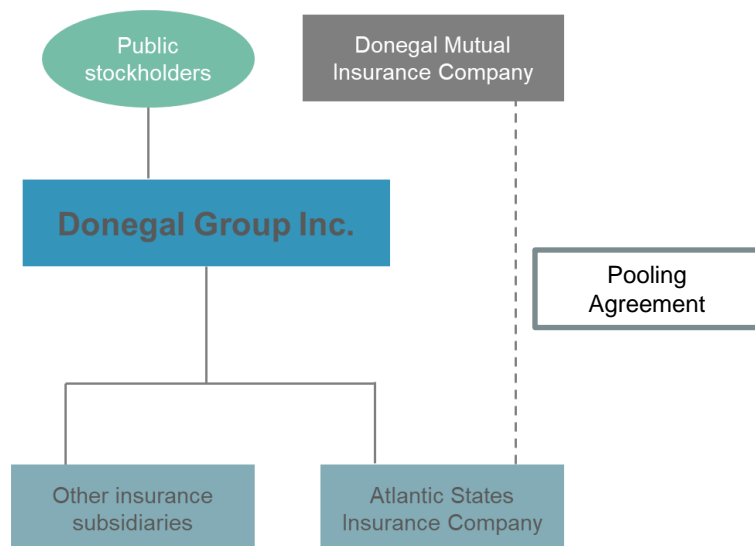 Public
stockholders
Donegal Mutual
Insurance Company
Donegal Group Inc.
Pooling
Agreement
Other insurance
subsidiaries
Atlantic States
Insurance Company